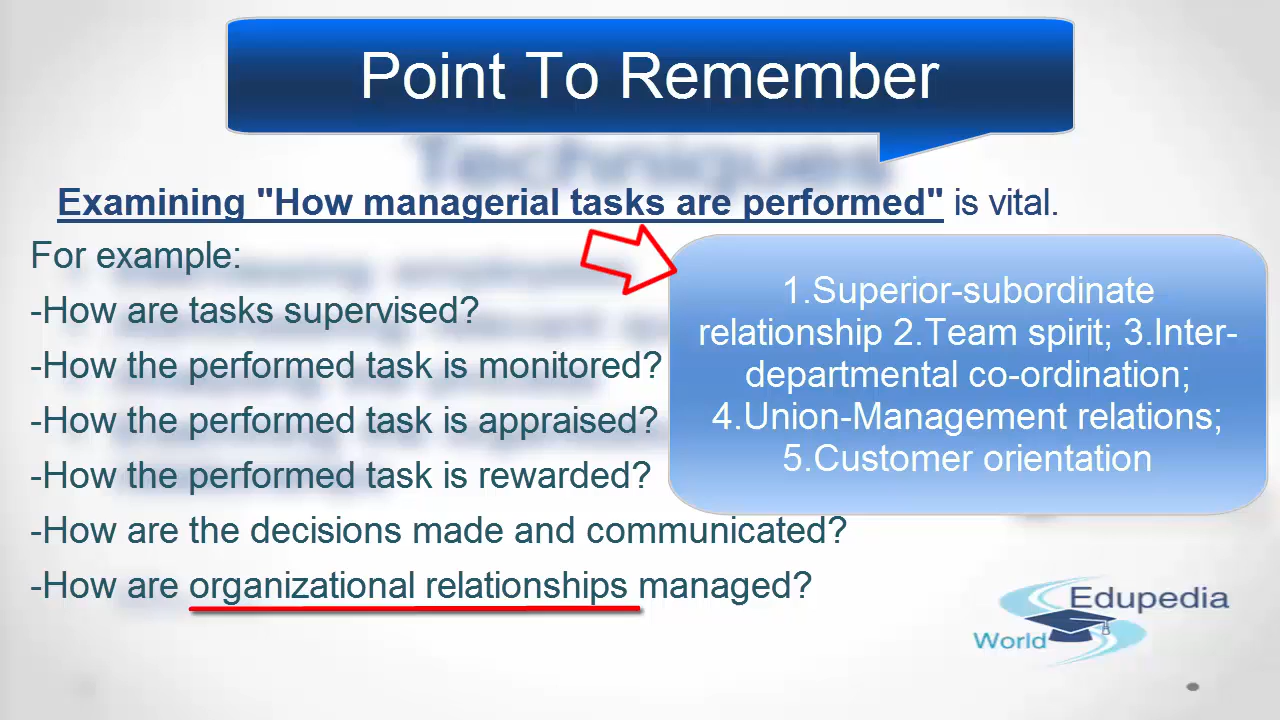 Point To Remember
Techniques
Examining "How managerial tasks are performed" is vital.
For example:
-How are tasks supervised?
-How the performed task is monitored?
-How the performed task is appraised?
-How the performed task is rewarded?
-How are the decisions made and communicated?
-How are organizational relationships managed?
1.Superior-subordinate
relationship 2.Team spirit; 3.Inter-
departmental co-ordination;
4.Union-Management relations;
5.Customer orientation
Edupedia
World